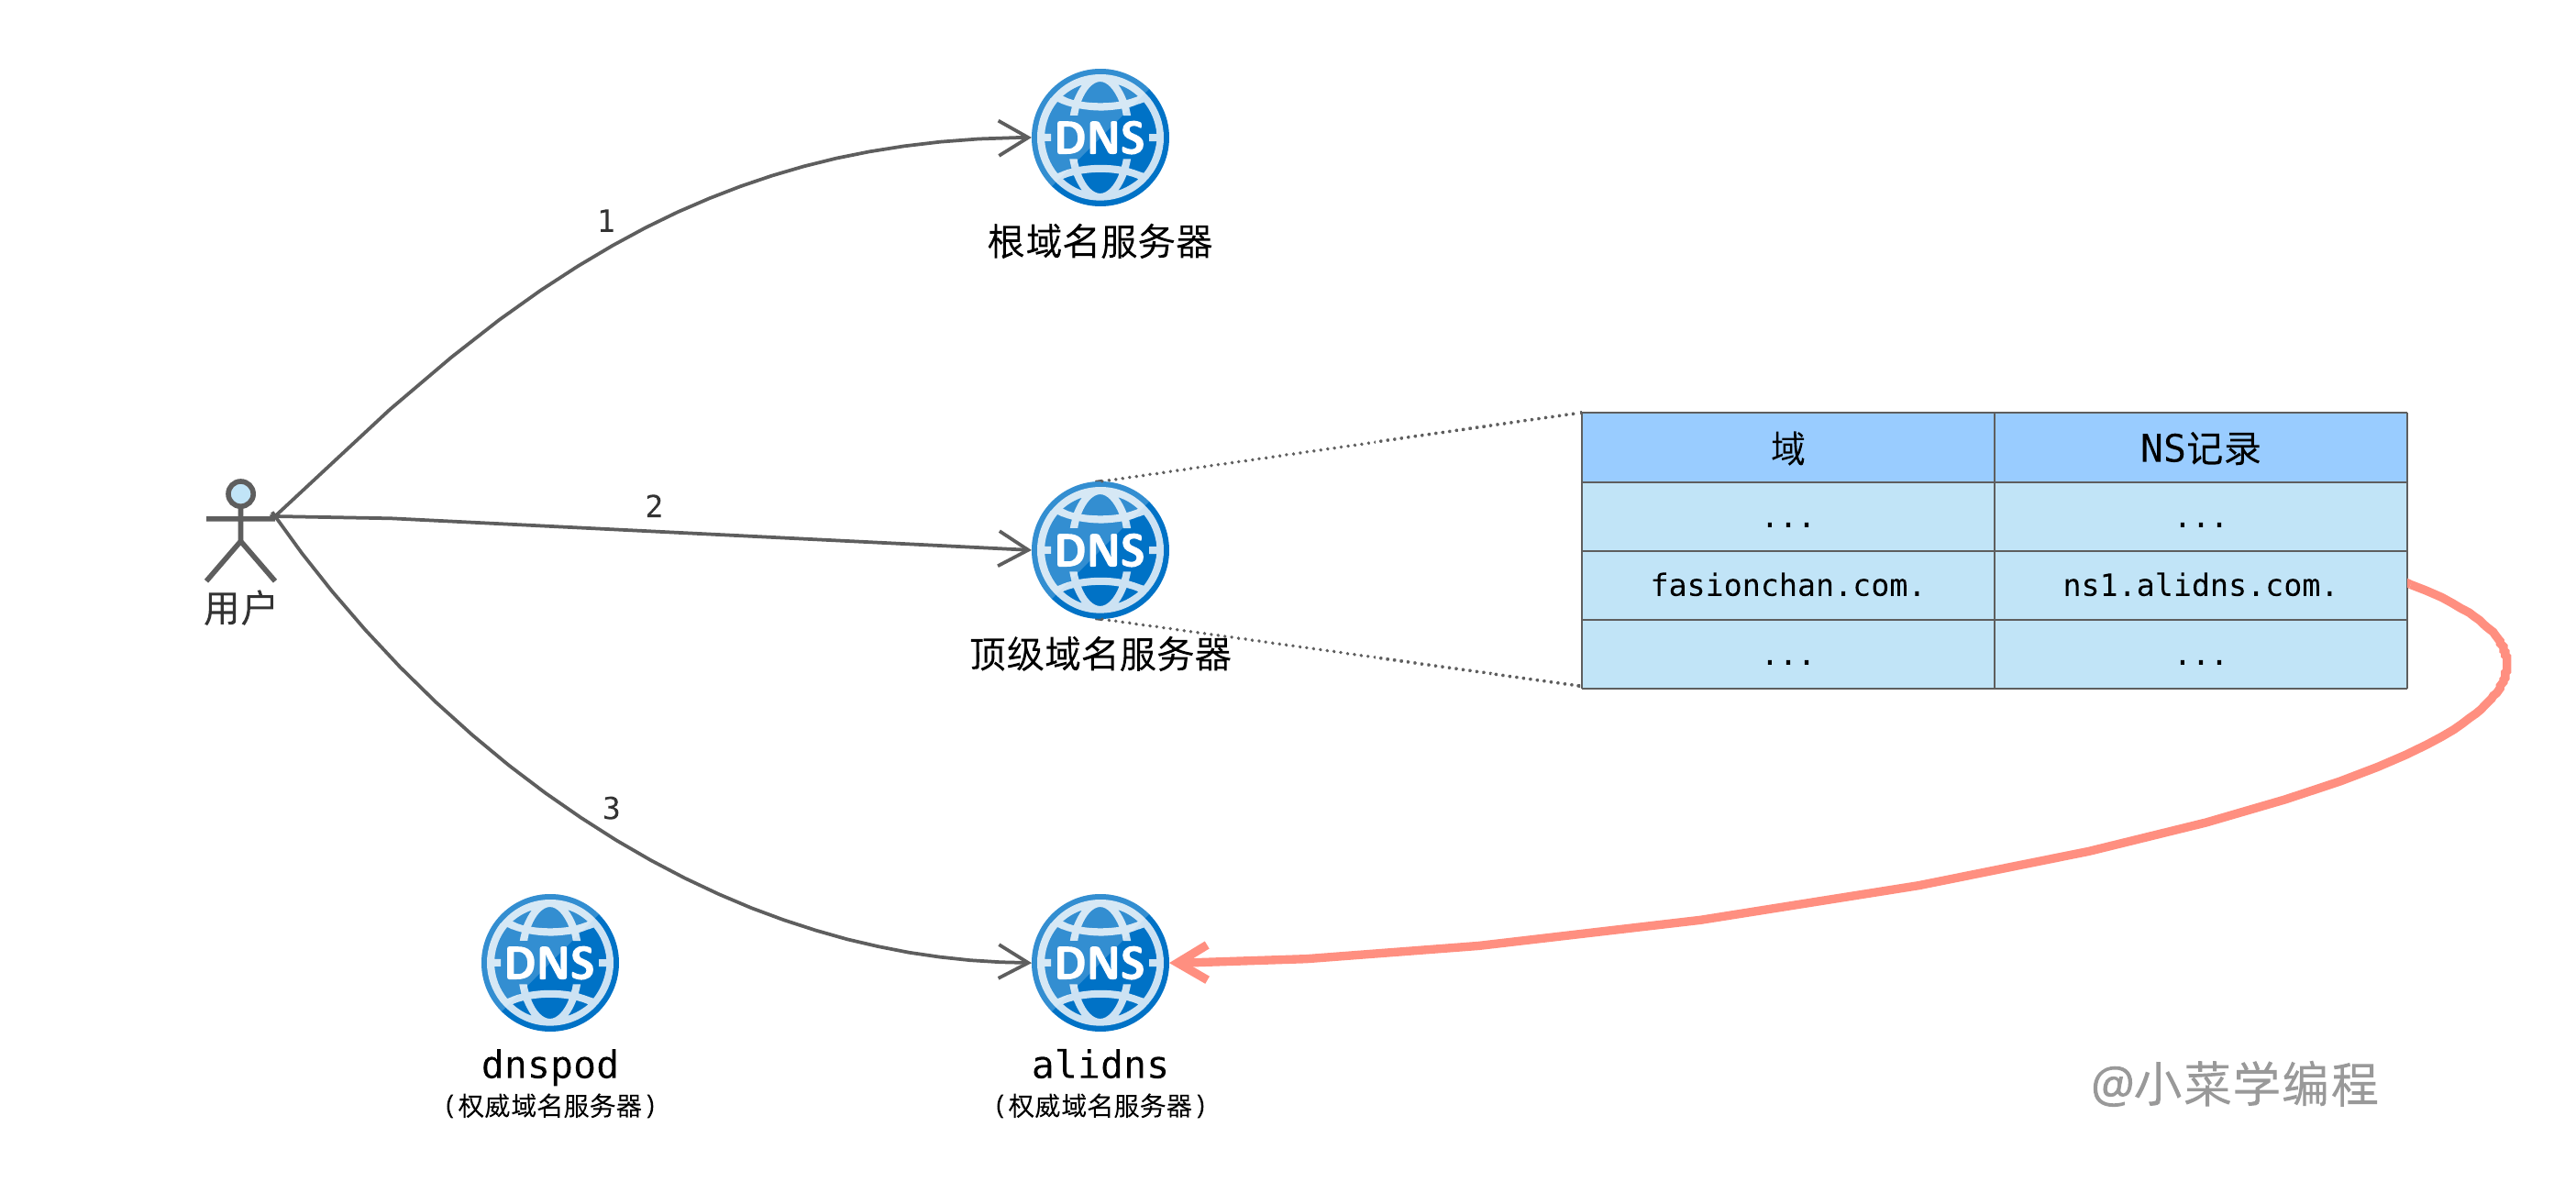 DNS
根域名服务器
1
用户
2
DNS
顶级域名服务器
域 NS记录
... ...
fasionchan.com. ns1.alidns.com.
... ...
3
DNS
dnspod
(权威域名服务器)
DNS
alidns
(权威域名服务器)
@小菜学编程